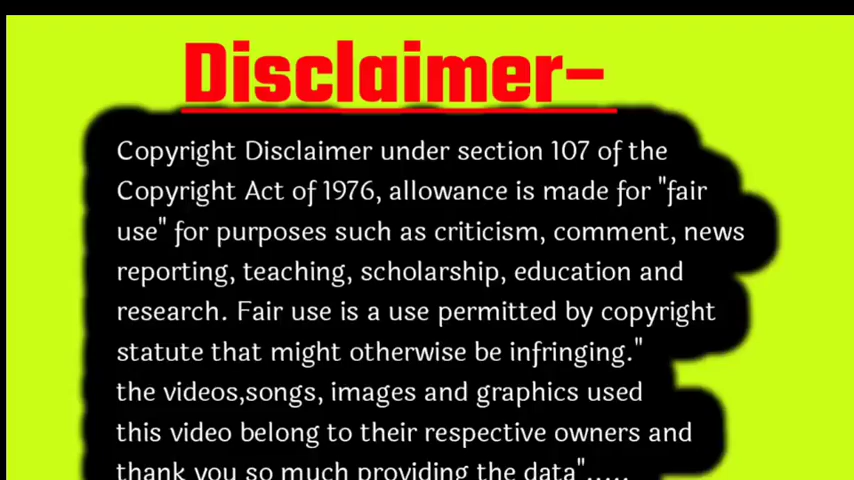 Disclaimer-
Copyright Disclaimer under section 107 of the
Copyright Act of 1976, allowance is made for "fair
use" for purposes such as criticism, comment, news
reporting, teaching, scholarship, education and
research. Fair use is a use permitted by copyright
statute that might otherwise be infringing."
the videos,songs, images and graphics used
this video belong to their respective owners and
thank you so much providing the data".....